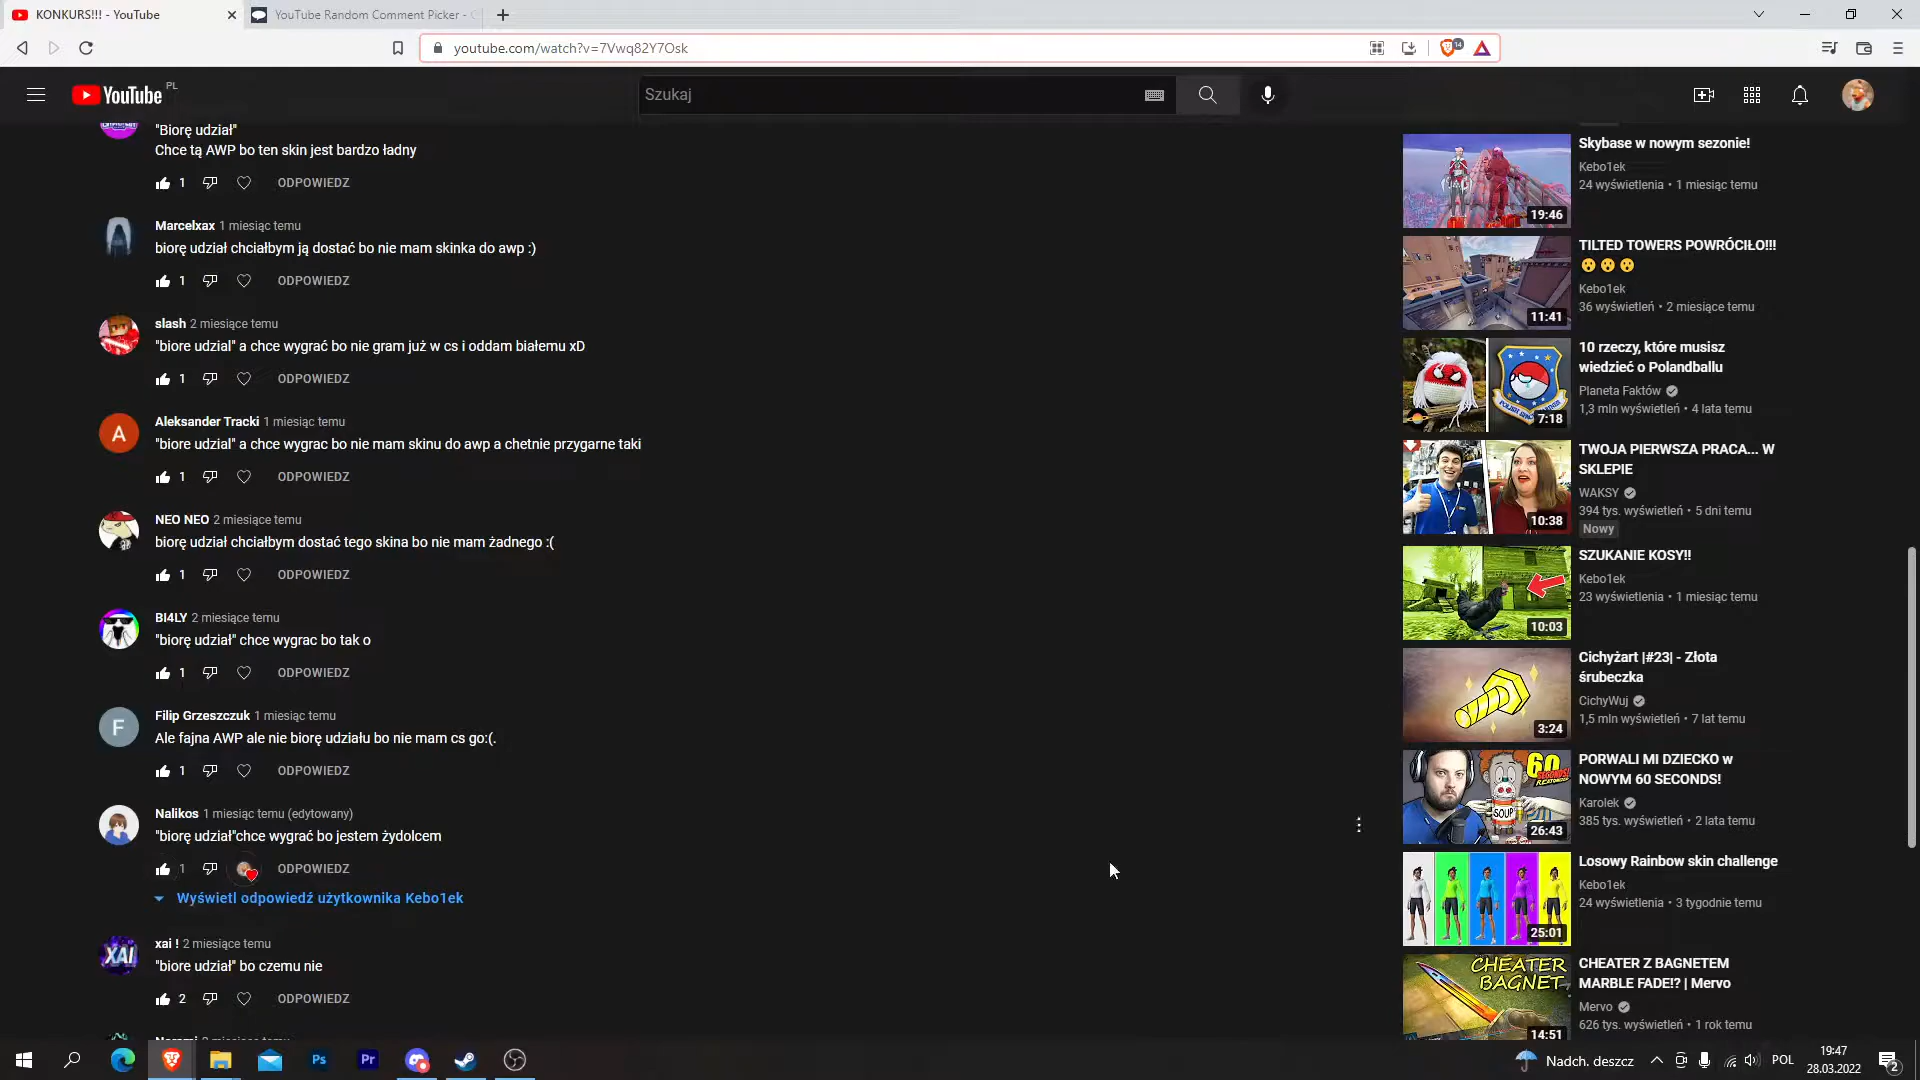 KONKURS!!! - YouTube
YouTube Random Comment Picker -
youtube.com/watch?v=7Vwq82Y7Osk
14
YouTube PL
Szukaj
"Biorę udział"
Chce tą AWP bo ten skin jest bardzo ładny
1 ODPOWIEDZ
Marcelxax 1 miesiąc temu
biorę udział chciałbym ją dostać bo nie mam skinka do awp :)
1 ODPOWIEDZ
slash 2 miesiące temu
"biore udzial" a chce wygrać bo nie gram już w cs i oddam białemu xD
1 ODPOWIEDZ
A
Aleksander Tracki 1 miesiąc temu
"biore udzial" a chce wygrac bo nie mam skinu do awp a chetnie przygarne taki
1 ODPOWIEDZ
NEO NEO 2 miesiące temu
biorę udział chciałbym dostać tego skina bo nie mam żadnego :(
1 ODPOWIEDZ
BI4LY 2 miesiące temu
"biorę udział" chce wygrac bo tak o
1 ODPOWIEDZ
F
Filip Grzeszczuk 1 miesiąc temu
Ale fajna AWP ale nie biorę udziału bo nie mam cs go:(.
1 ODPOWIEDZ
Nalikos 1 miesiąc temu (edytowany)
"biorę udział"chce wygrać bo jestem żydolcem
1 ODPOWIEDZ
Wyświetl odpowiedź użytkownika Kebo1ek
XAI
xai ! 2 miesiące temu
"biore udział" bo czemu nie
2 ODPOWIEDZ
19:46
Skybase w nowym sezonie!
Kebo1ek
24 wyświetlenia • 1 miesiąc temu
11:41
TILTED TOWERS POWRÓCIŁO!!!
😮😮😮
Kebo1ek
36 wyświetleń • 2 miesiące temu
7:18
10 rzeczy, które musisz
wiedzieć o Polandballu
Planeta Faktów
1,3 mln wyświetleń • 4 lata temu
10:38
TWOJA PIERWSZA PRACA... W
SKLEPIE
WAKSY
394 tys. wyświetleń • 5 dni temu
Nowy
10:03
SZUKANIE KOSY!!
Kebo1ek
23 wyświetlenia • 1 miesiąc temu
3:24
Cichyżart |#23| - Złota
śrubeczka
CichyWuj
1,5 mln wyświetleń • 7 lat temu
60
SECONDS!
SOUP
26:43
PORWALI MI DZIECKO w
NOWYM 60 SECONDS!
Karolek
385 tys. wyświetleń • 2 lata temu
25:01
Losowy Rainbow skin challenge
Kebo1ek
24 wyświetlenia • 3 tygodnie temu
CHEATER
BAGNET
14:51
CHEATER Z BAGNETEM
MARBLE FADE!? | Mervo
Mervo
626 tys. wyświetleń • 1 rok temu
Ps
Pr
Nadch. deszcz
POL
19:47
28.03.2022
2